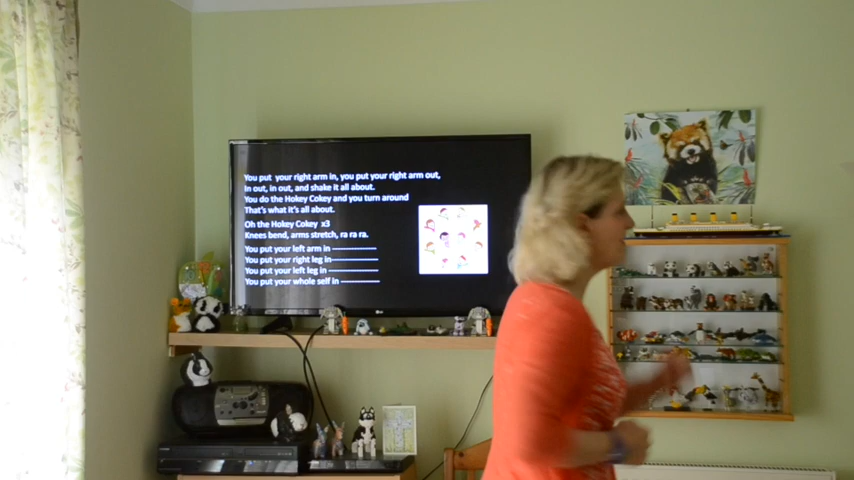 You put your right arm in, you put your right arm out,
In out, in out, and shake it all about.
You do the Hokey Cokey and you turn around
That's what it's all about.
Oh the Hokey Cokey x3
Knees bend, arms stretch, ra ra ra.
You put your left arm in ---------------
You put your right leg in---------------
You put your left leg in ---------------
You put your whole self in -------------
LG